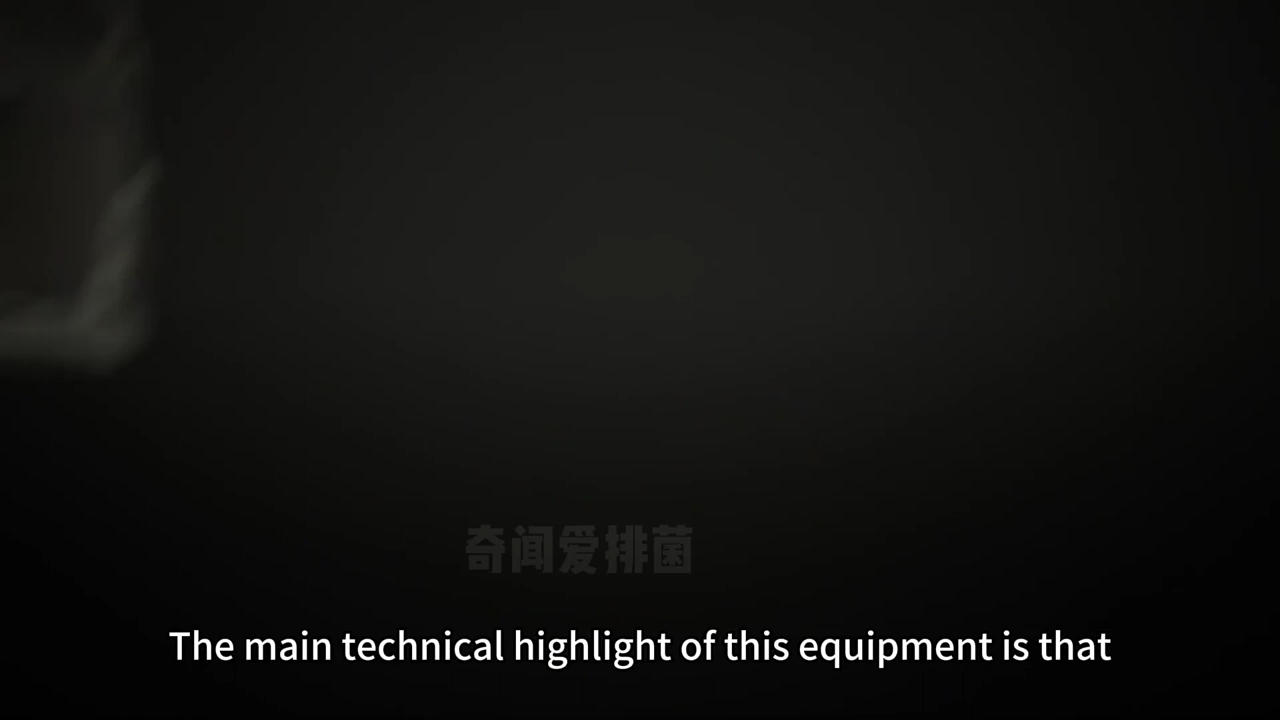 奇闻爱排菌
The main technical highlight of this equipment is that